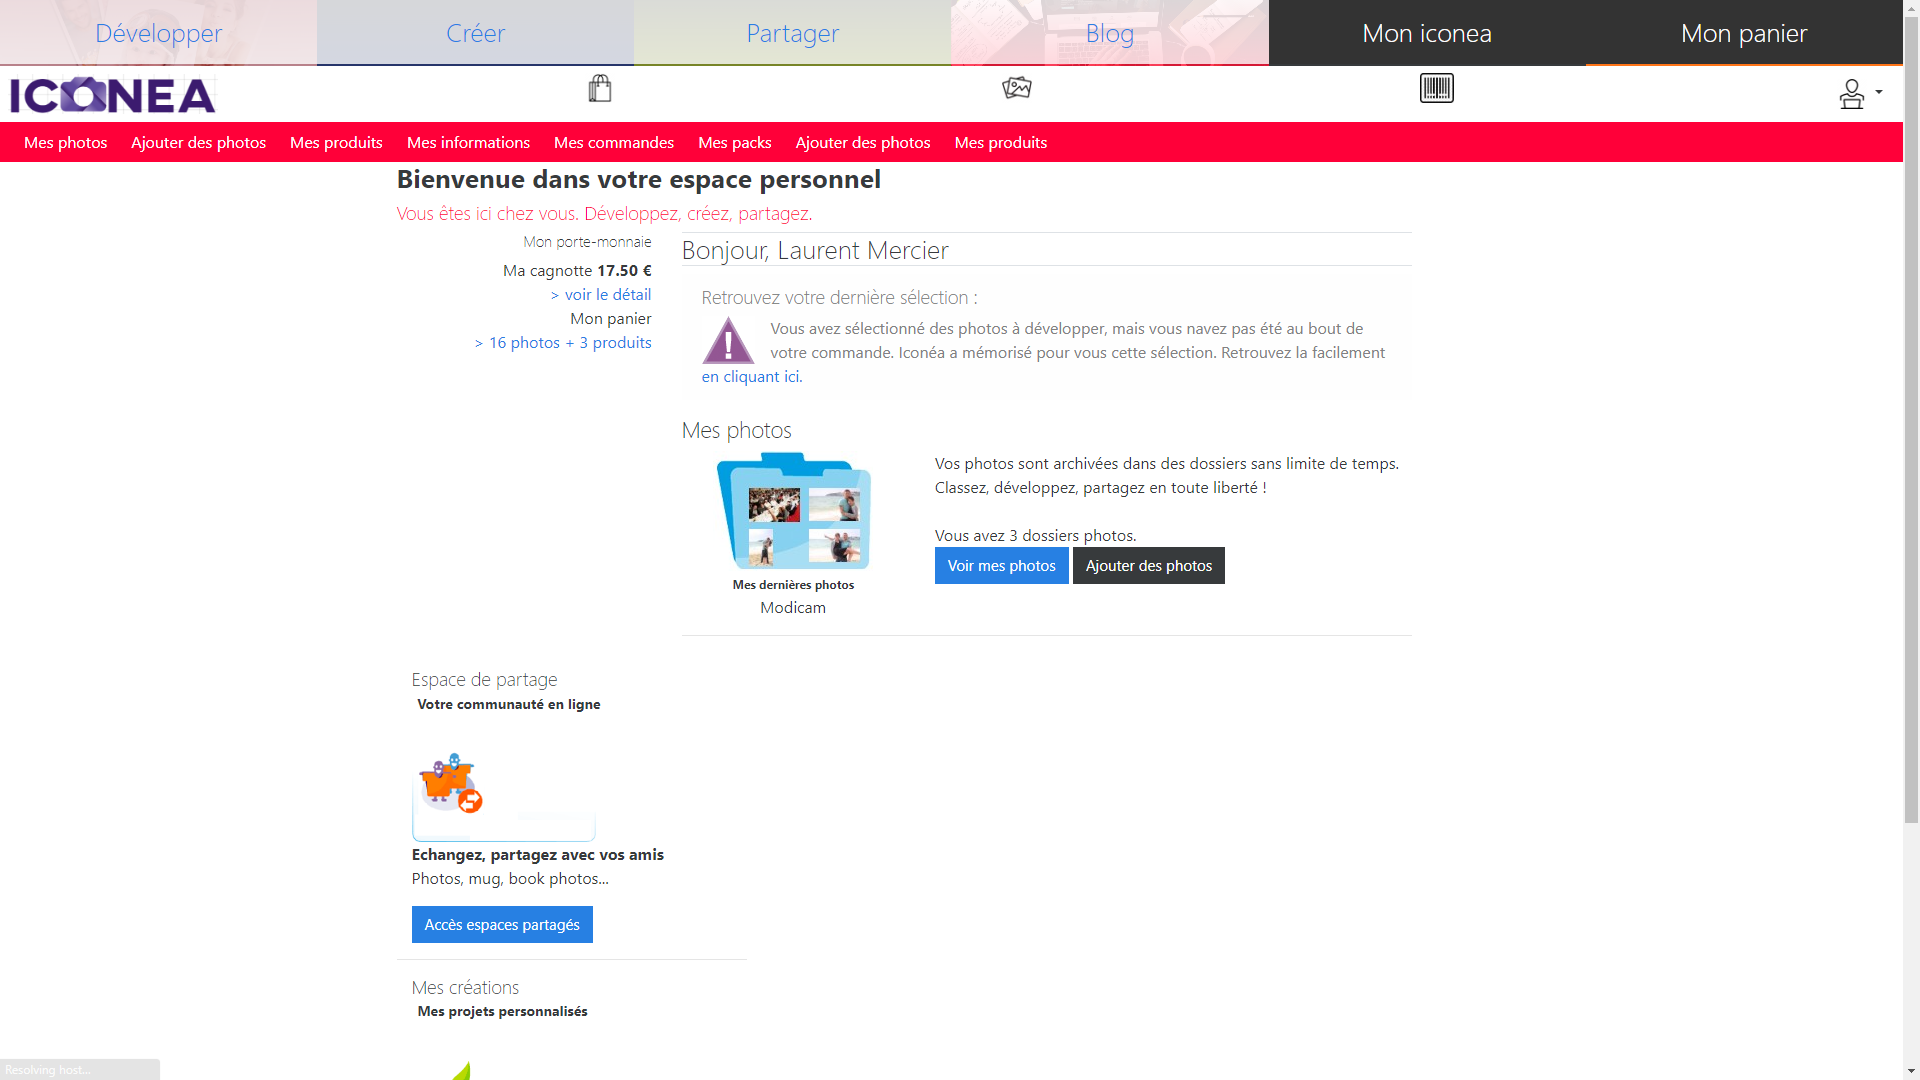 Développer
Créer
Partager
Blog
Mon iconea
Mon panier
ICONEA
Mes photos
Ajouter des photos
Mes produits
Mes informations
Mes commandes
Mes packs
Ajouter des photos
Mes produits
Bienvenue dans votre espace personnel
Vous êtes ici chez vous. Développez, créez, partagez.
Mon porte-monnaie
Ma cagnotte 17.50 €
> voir le détail
Mon panier
> 16 photos + 3 produits
Bonjour, Laurent Mercier
Retrouvez votre dernière sélection :
Vous avez sélectionné des photos à développer, mais vous navez pas été au bout de
votre commande. Iconéa a mémorisé pour vous cette sélection. Retrouvez la facilement
en cliquant ici.
Mes photos
Mes dernières photos
Modicam
Vos photos sont archivées dans des dossiers sans limite de temps.
Classez, développez, partagez en toute liberté !
Vous avez 3 dossiers photos.
Voir mes photos
Ajouter des photos
Espace de partage
Votre communauté en ligne
Echangez, partagez avec vos amis
Photos, mug, book photos...
Accès espaces partagés
Mes créations
Mes projets personnalisés
Resolving host...